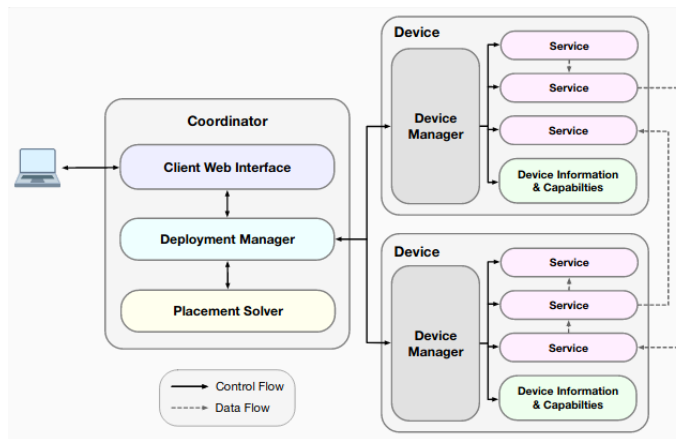 Coordinator
Client Web Interface
Deployment Manager
Placement Solver
Control Flow
Data Flow
Device
Device
Manager
Service
Service
Service
Device Information
& Capabilties
Device
Device
Manager
Service
Service
Service
Device Information
& Capabilties